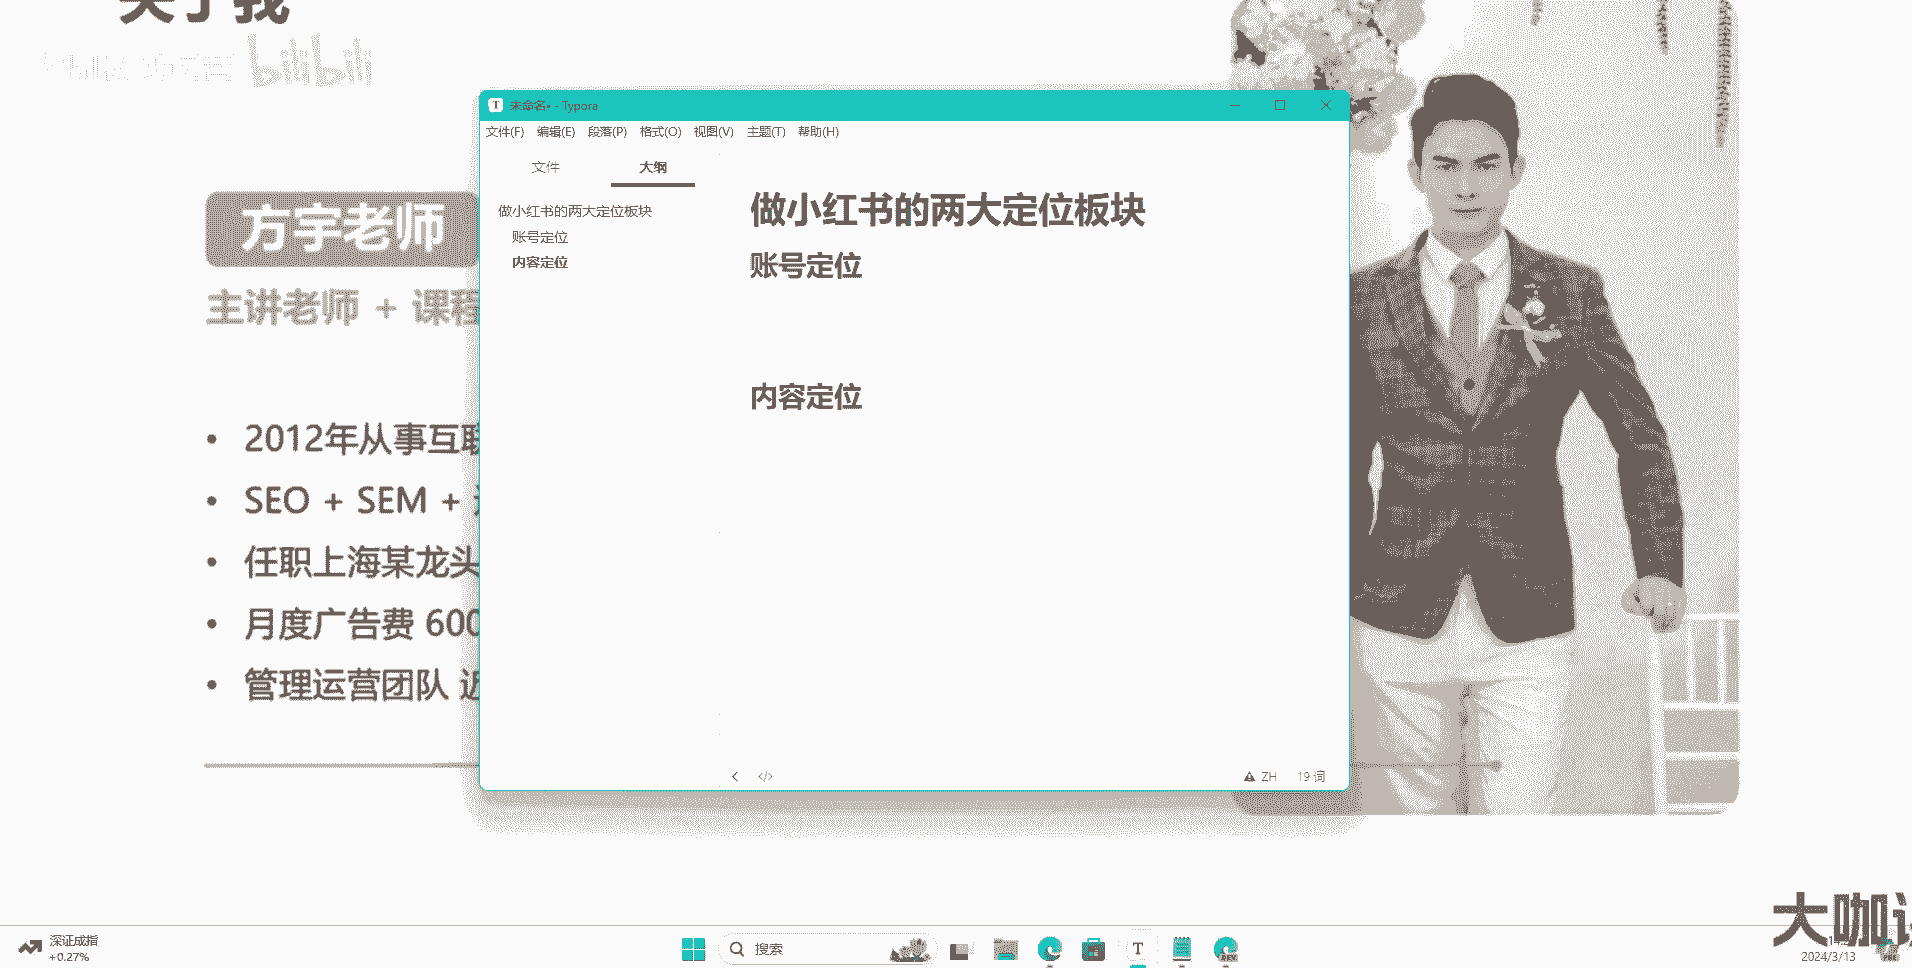 关于我
bilibili
未命名• - Typora
文件(F) 编辑(E) 段落(P) 格式(O) 视图(V) 主题(T) 帮助(H)
文件 大纲
做小红书的两大定位板块
账号定位
内容定位
做小红书的两大定位板块
账号定位
内容定位
ZH 19 词
方宇老师
主讲老师 + 课程
2012年从事互联
SEO + SEM +
任职上海某龙头
月度广告费 600
管理运营团队 近
大咖
深证成指
+0.27%
搜索
DEV
2024/3/13
PRE